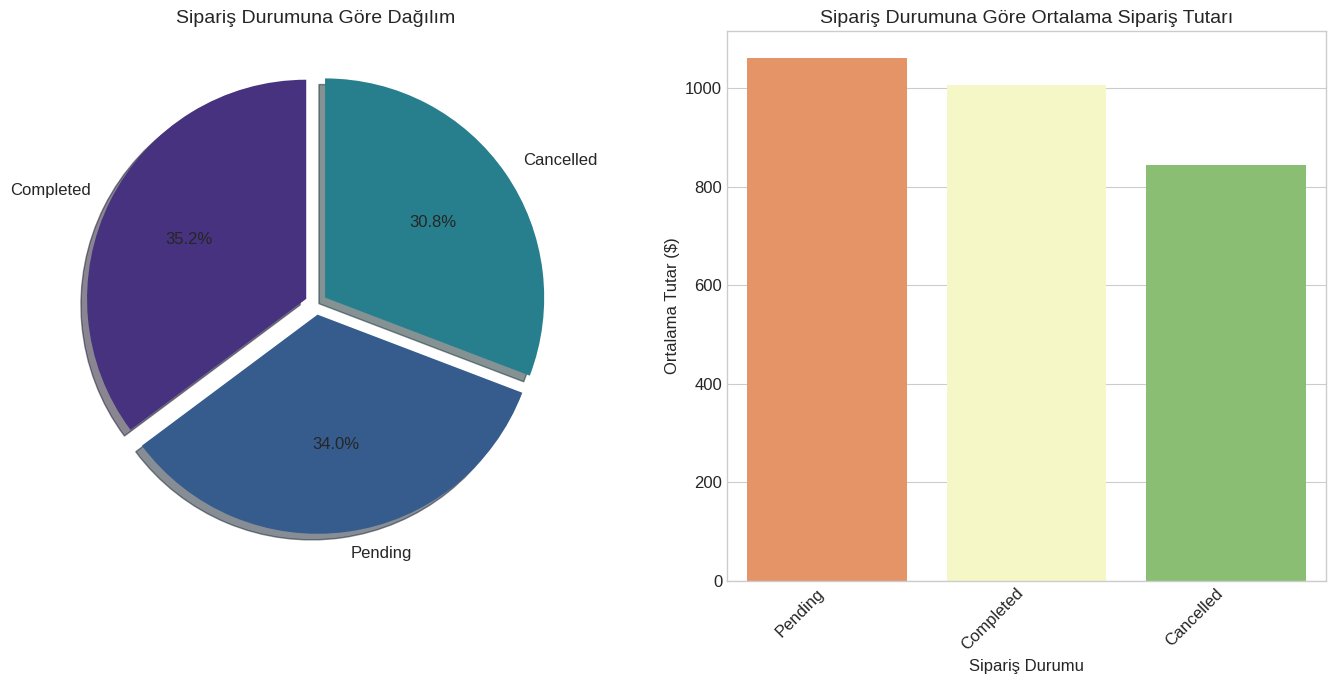 Sipariş Durumuna Göre Dağılım
Completed
35.2%
Cancelled
30.8%
34.0%
Pending
Sipariş Durumuna Göre Ortalama Sipariş Tutarı
Ortalama Tutar ($)
1000
800
600
400
200
0
Pending
Completed
Cancelled
Sipariş Durumu